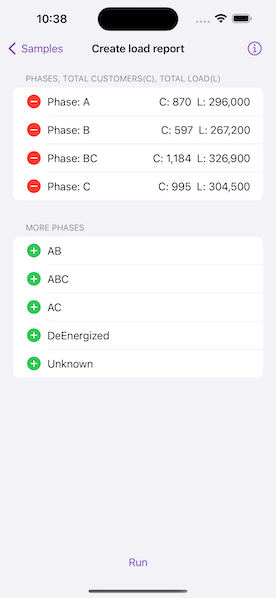 10:38
Samples
Create load report
PHASES, TOTAL CUSTOMERS(C), TOTAL LOAD(L)
Phase: A C: 870 L: 296,000
Phase: B C: 597 L: 267,200
Phase: BC C: 1,184 L: 326,900
Phase: C C: 995 L: 304,500
MORE PHASES
AB
ABC
AC
DeEnergized
Unknown
Run